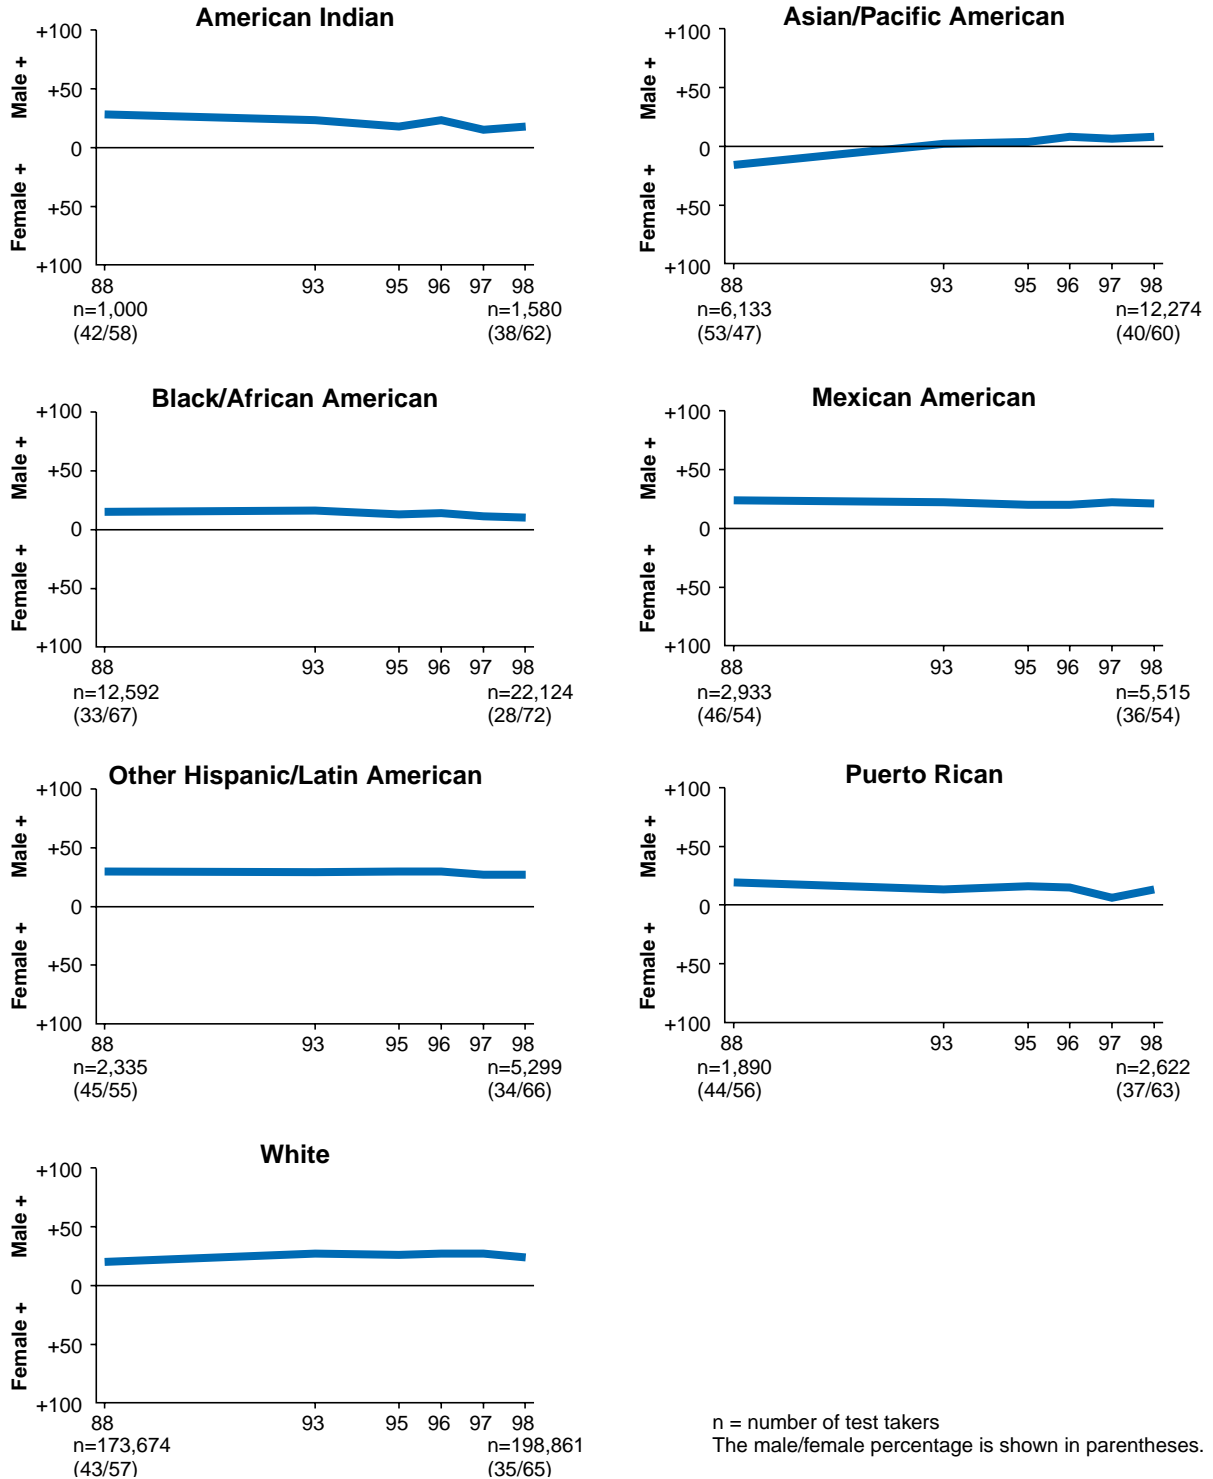 American Indian
+100
+50
0
+50
+100
Male +
Female +
88 93 95 96 97 98
n=1,000 n=1,580
(42/58) (38/62)
Asian/Pacific American
+100
+50
0
+50
+100
Male +
Female +
88 93 95 96 97 98
n=6,133 n=12,274
(53/47) (40/60)
Black/African American
+100
+50
0
+50
+100
Male +
Female +
88 93 95 96 97 98
n=12,592 n=22,124
(33/67) (28/72)
Mexican American
+100
+50
0
+50
+100
Male +
Female +
88 93 95 96 97 98
n=2,933 n=5,515
(46/54) (36/54)
Other Hispanic/Latin American
+100
+50
0
+50
+100
Male +
Female +
88 93 95 96 97 98
n=2,335 n=5,299
(45/55) (34/66)
Puerto Rican
+100
+50
0
+50
+100
Male +
Female +
88 93 95 96 97 98
n=1,890 n=2,622
(44/56) (37/63)
White
+100
+50
0
+50
+100
Male +
Female +
88 93 95 96 97 98
n=173,674 n=198,861
(43/57) (35/65)
n = number of test takers
The male/female percentage is shown in parentheses.